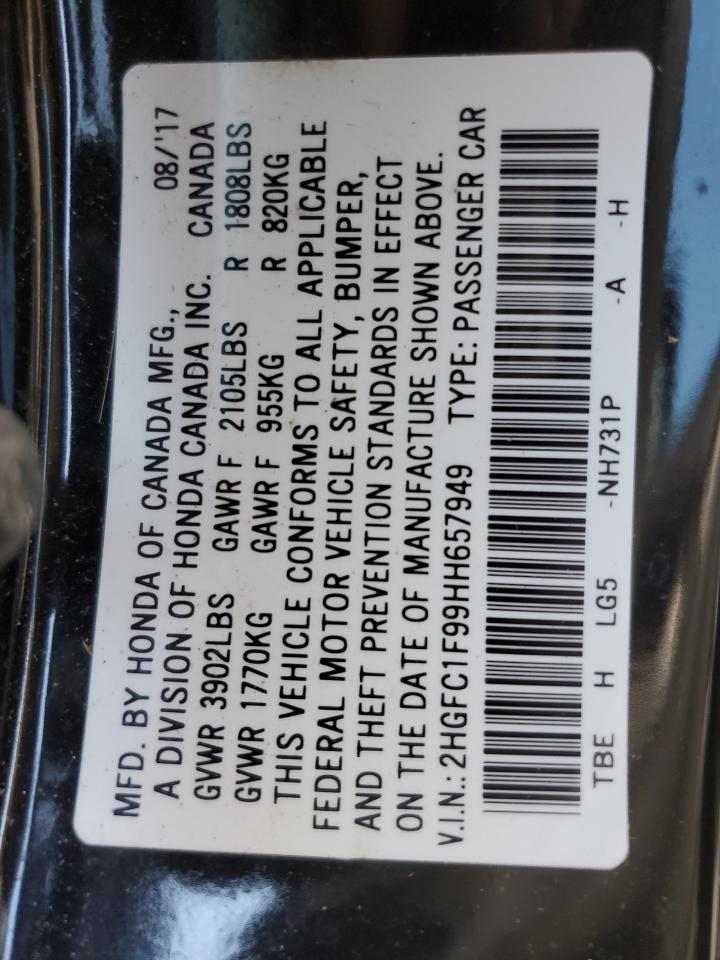 MFD. BY HONDA OF CANADA MFG., 08/'17
A DIVISION OF HONDA CANADA INC. CANADA
GVWR 3902LBS GAWR F 2105LBS R 1808LBS
GVWR 1770KG GAWR F 955KG R 820KG
THIS VEHICLE CONFORMS TO ALL APPLICABLE
FEDERAL MOTOR VEHICLE SAFETY, BUMPER,
AND THEFT PREVENTION STANDARDS IN EFFECT
ON THE DATE OF MANUFACTURE SHOWN ABOVE.
V.I.N.: 2HGFC1F99HH657949 TYPE: PASSENGER CAR
TBE H LG5 -NH731P -A -H